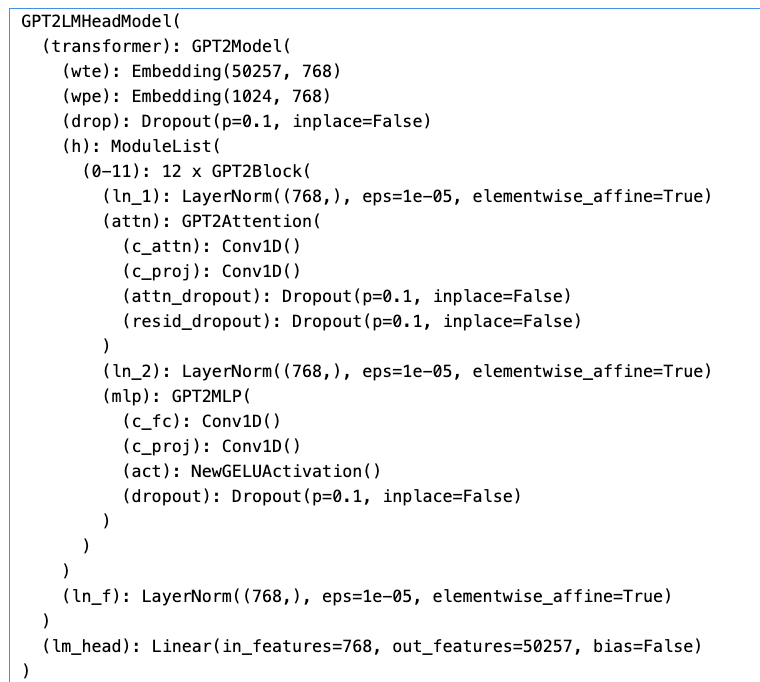 GPT2LMHeadModel(
  (transformer): GPT2Model(
    (wte): Embedding(50257, 768)
    (wpe): Embedding(1024, 768)
    (drop): Dropout(p=0.1, inplace=False)
    (h): ModuleList(
      (0-11): 12 x GPT2Block(
        (ln_1): LayerNorm((768,), eps=1e-05, elementwise_affine=True)
        (attn): GPT2Attention(
          (c_attn): Conv1D()
          (c_proj): Conv1D()
          (attn_dropout): Dropout(p=0.1, inplace=False)
          (resid_dropout): Dropout(p=0.1, inplace=False)
        )
        (ln_2): LayerNorm((768,), eps=1e-05, elementwise_affine=True)
        (mlp): GPT2MLP(
          (c_fc): Conv1D()
          (c_proj): Conv1D()
          (act): NewGELUActivation()
          (dropout): Dropout(p=0.1, inplace=False)
        )
      )
    )
    (ln_f): LayerNorm((768,), eps=1e-05, elementwise_affine=True)
  )
  (lm_head): Linear(in_features=768, out_features=50257, bias=False)
)